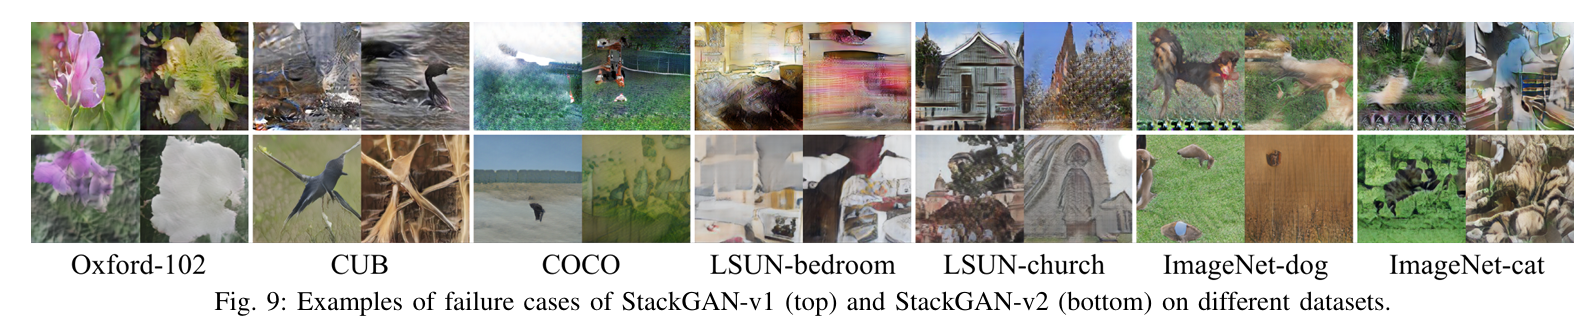 Oxford-102 CUB COCO LSUN-bedroom LSUN-church ImageNet-dog ImageNet-cat
Fig. 9: Examples of failure cases of StackGAN-v1 (top) and StackGAN-v2 (bottom) on different datasets.